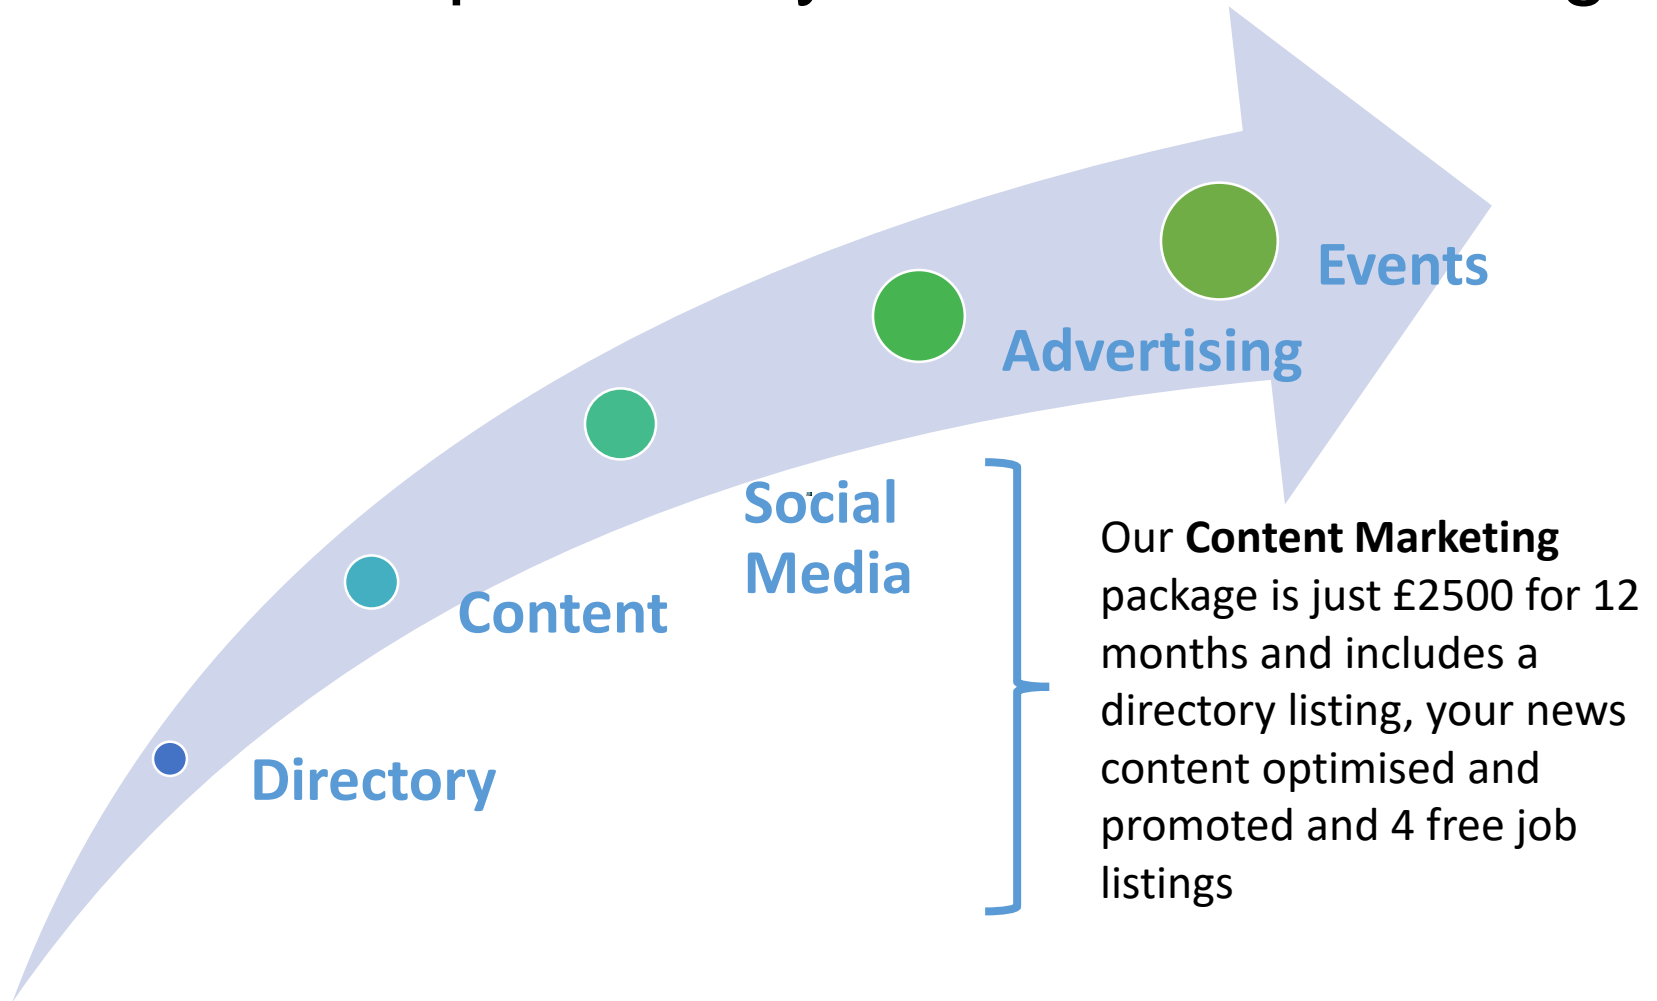 Events
Advertising
Social
Media
Content
Directory
Our Content Marketing
package is just £2500 for 12
months and includes a
directory listing, your news
content optimised and
promoted and 4 free job
listings